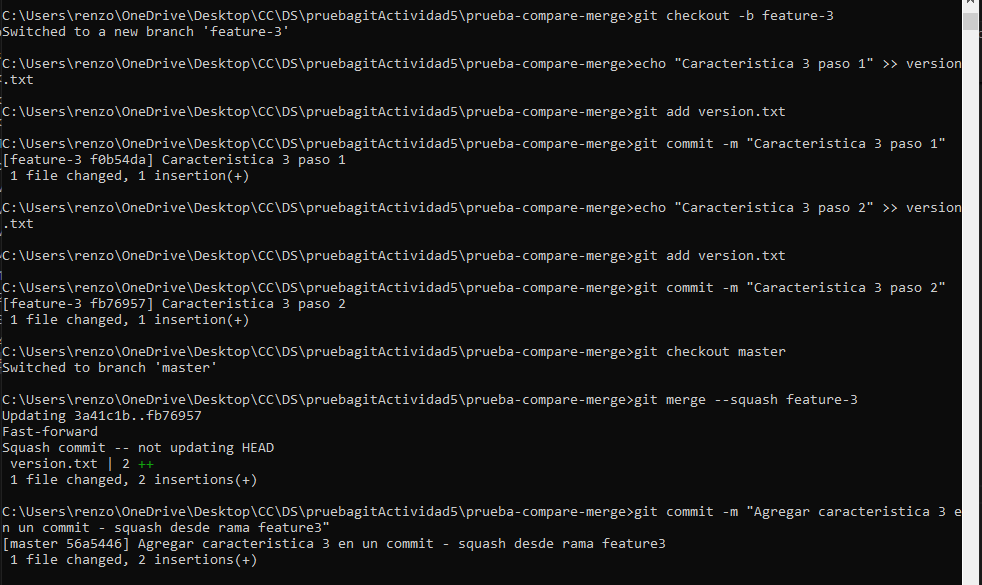 C:\Users\renzo\OneDrive\Desktop\CC\DS\pruebagitActividad5\prueba-compare-merge>git checkout -b feature-3
Switched to a new branch 'feature-3'
C:\Users\renzo\OneDrive\Desktop\CC\DS\pruebagitActividad5\prueba-compare-merge>echo "Caracteristica 3 paso 1" >> version
.txt
C:\Users\renzo\OneDrive\Desktop\CC\DS\pruebagitActividad5\prueba-compare-merge>git add version.txt
C:\Users\renzo\OneDrive\Desktop\CC\DS\pruebagitActividad5\prueba-compare-merge>git commit -m "Caracteristica 3 paso 1"
[feature-3 f0b54da] Caracteristica 3 paso 1
1 file changed, 1 insertion(+)
C:\Users\renzo\OneDrive\Desktop\CC\DS\pruebagitActividad5\prueba-compare-merge>echo "Caracteristica 3 paso 2" >> version
.txt
C:\Users\renzo\OneDrive\Desktop\CC\DS\pruebagitActividad5\prueba-compare-merge>git add version.txt
C:\Users\renzo\OneDrive\Desktop\CC\DS\pruebagitActividad5\prueba-compare-merge>git commit -m "Caracteristica 3 paso 2"
[feature-3 fb76957] Caracteristica 3 paso 2
1 file changed, 1 insertion(+)
C:\Users\renzo\OneDrive\Desktop\CC\DS\pruebagitActividad5\prueba-compare-merge>git checkout master
Switched to branch 'master'
C:\Users\renzo\OneDrive\Desktop\CC\DS\pruebagitActividad5\prueba-compare-merge>git merge --squash feature-3
Updating 3a41c1b..fb76957
Fast-forward
Squash commit -- not updating HEAD
version.txt | 2 ++
1 file changed, 2 insertions(+)
C:\Users\renzo\OneDrive\Desktop\CC\DS\pruebagitActividad5\prueba-compare-merge>git commit -m "Agregar caracteristica 3 e
n un commit - squash desde rama feature3"
[master 56a5446] Agregar caracteristica 3 en un commit - squash desde rama feature3
1 file changed, 2 insertions(+)